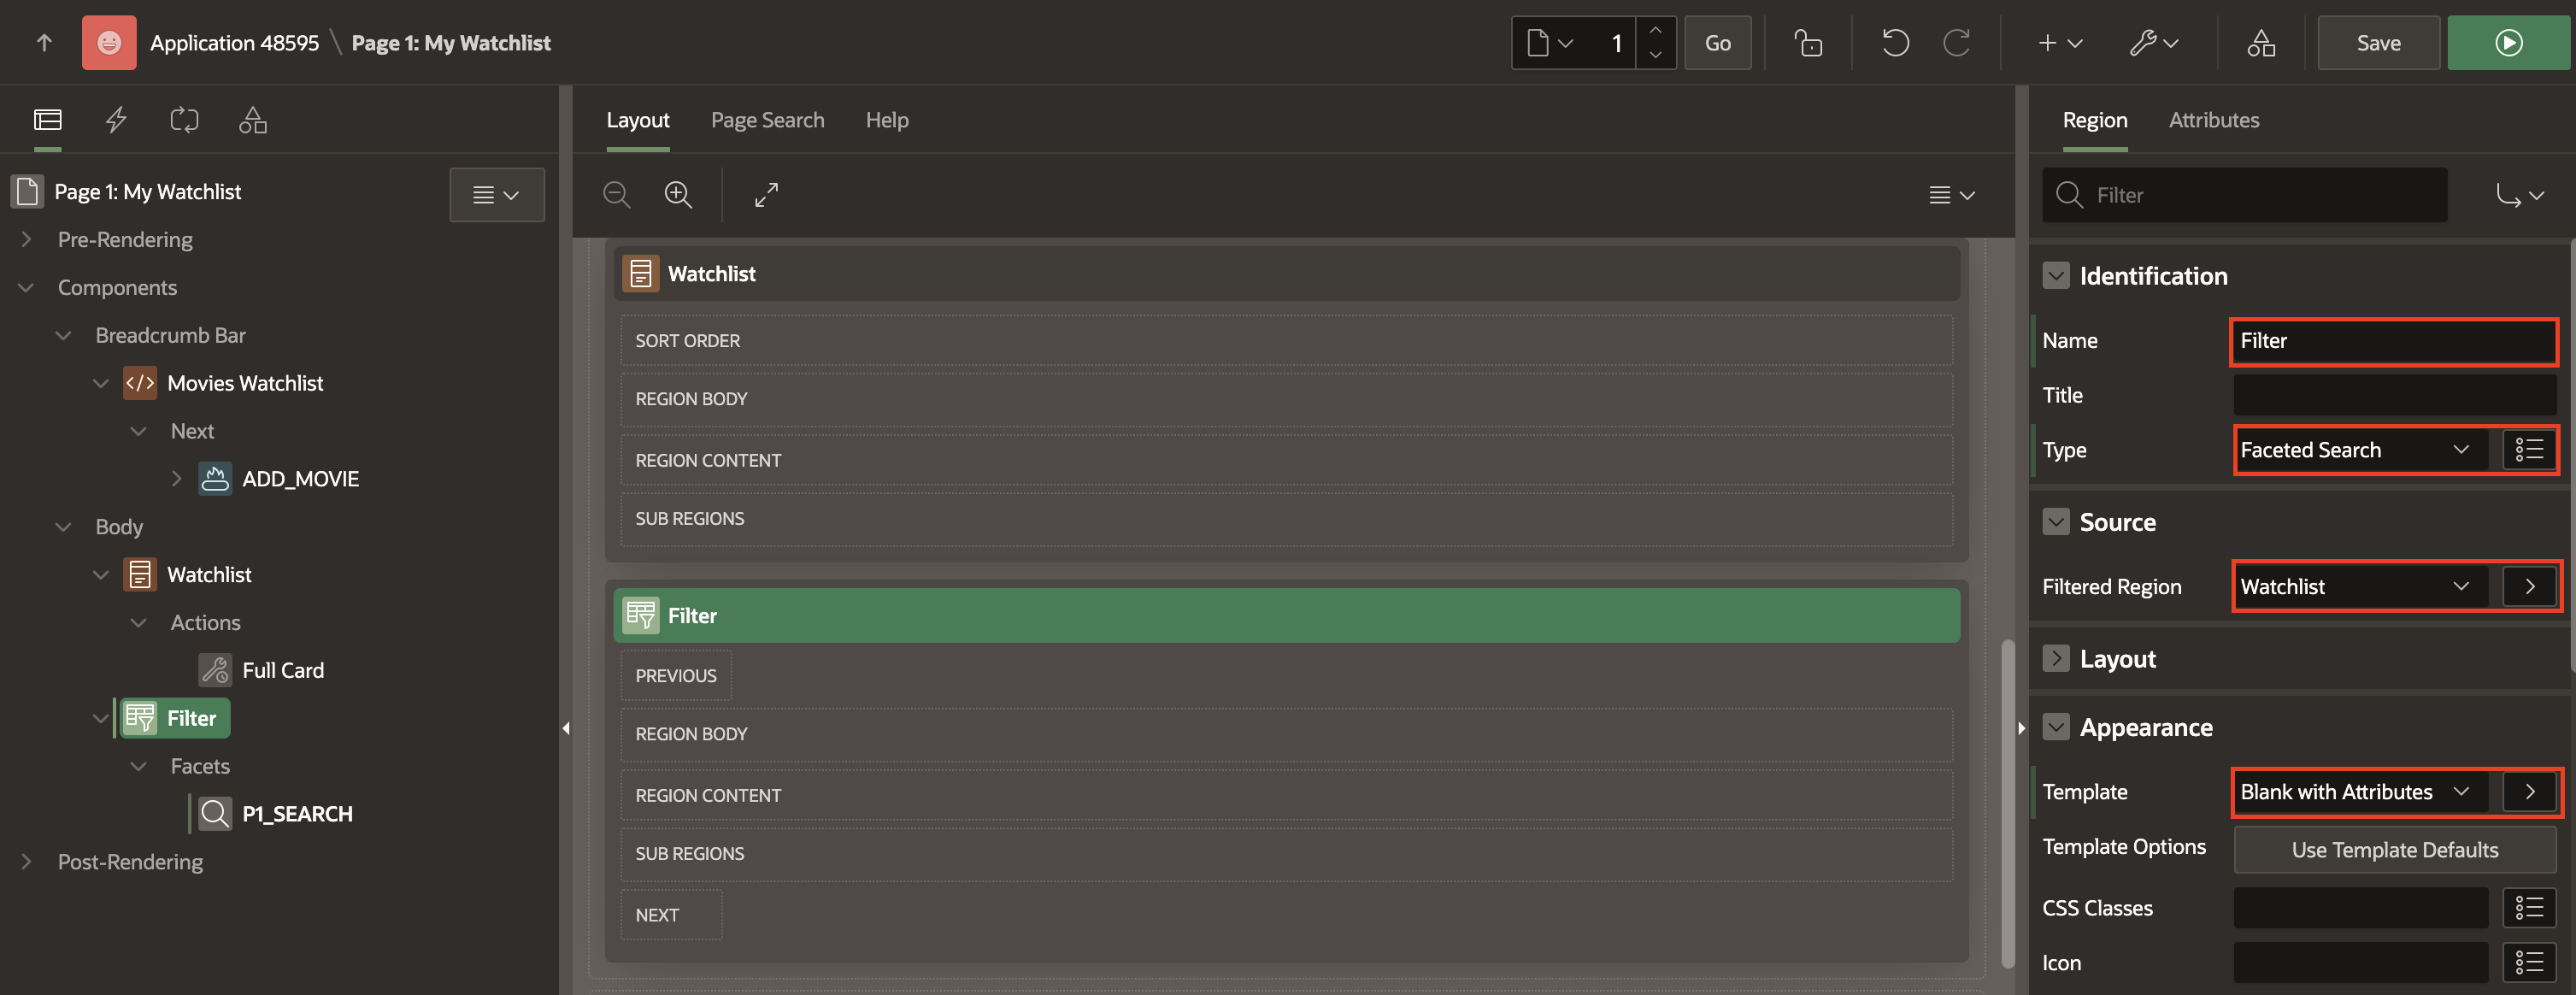 Application 48595 \ Page 1: My Watchlist
1
Go
Save
Page 1: My Watchlist
Pre-Rendering
Components
Breadcrumb Bar
</> Movies Watchlist
Next
ADD_MOVIE
Body
Watchlist
Actions
Full Card
Filter
Facets
P1_SEARCH
Post-Rendering
Layout Page Search Help
Watchlist
SORT ORDER
REGION BODY
REGION CONTENT
SUB REGIONS
Filter
PREVIOUS
REGION BODY
REGION CONTENT
SUB REGIONS
NEXT
Region Attributes
Filter
Identification
Name Filter
Title
Type Faceted Search
Source
Filtered Region Watchlist
Layout
Appearance
Template Blank with Attributes
Template Options Use Template Defaults
CSS Classes
Icon